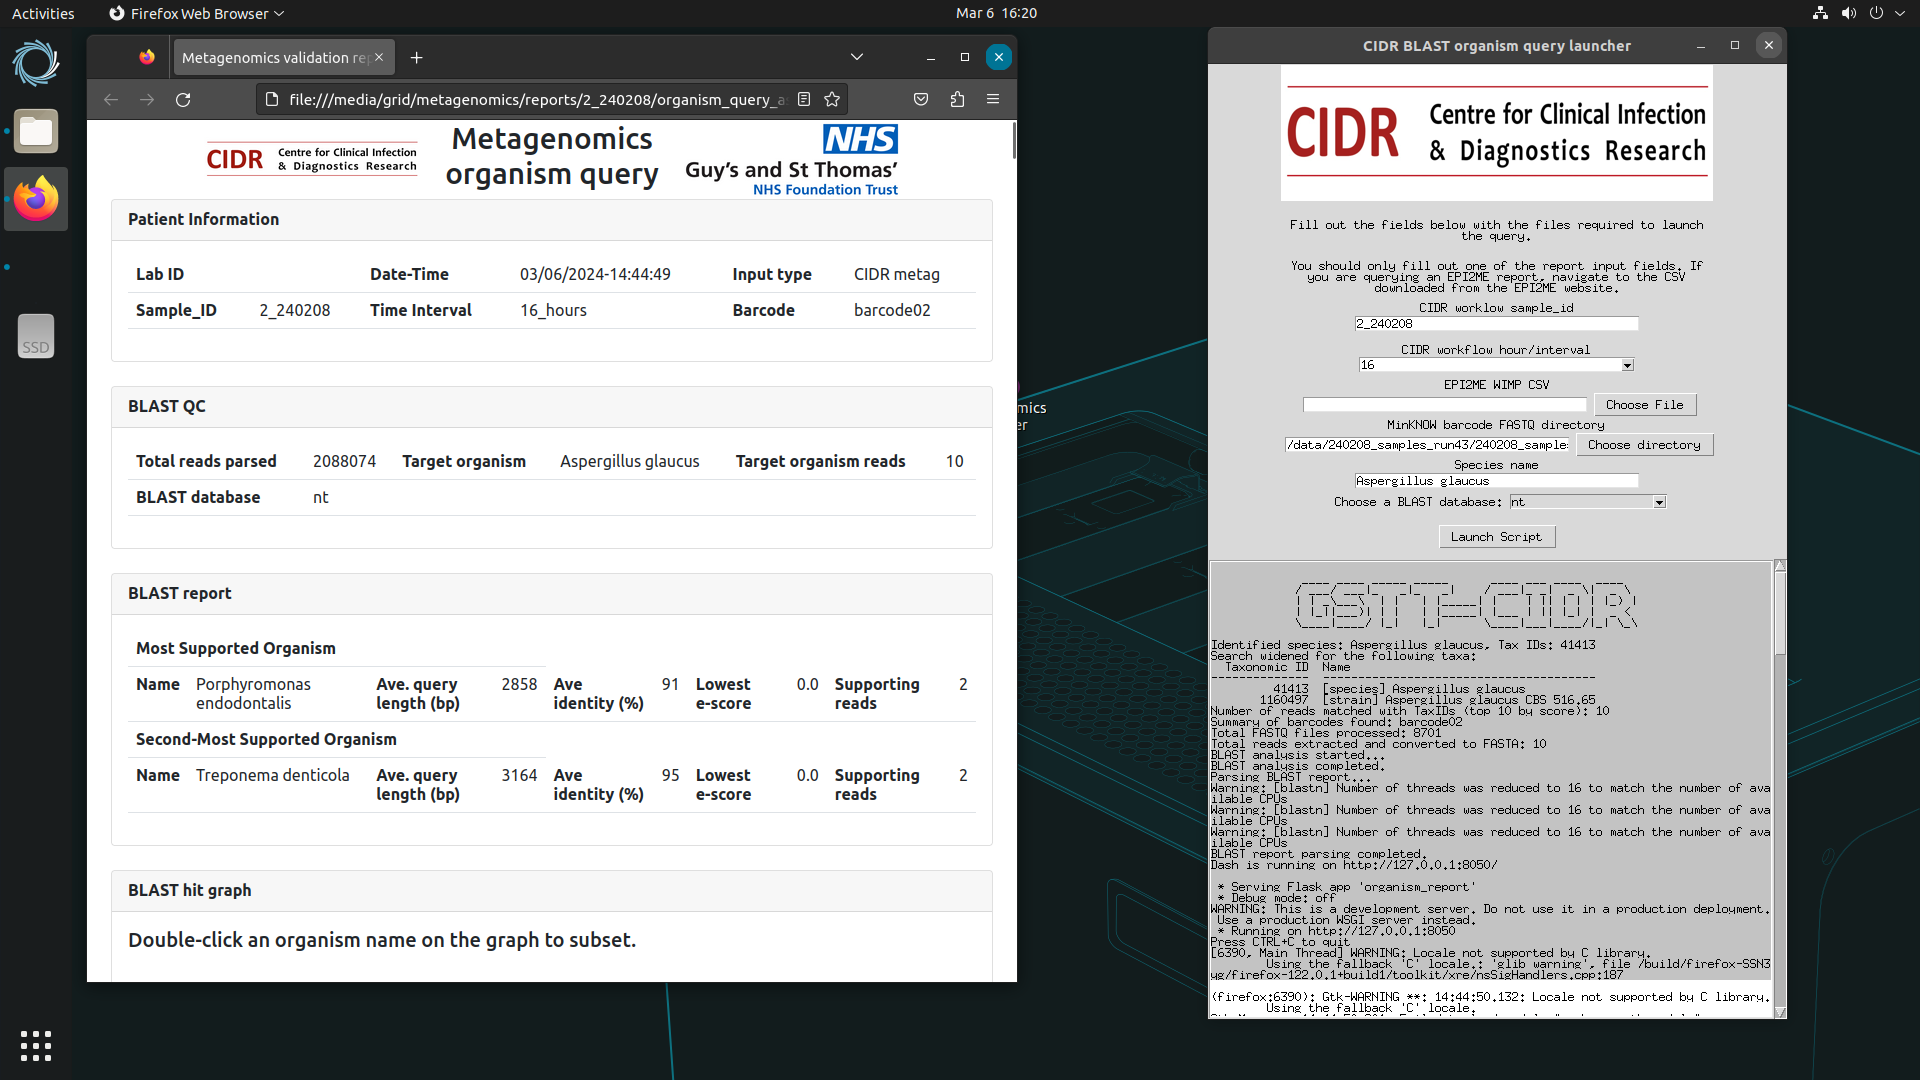 Activities
Firefox Web Browser
Mar 6 16:20
Metagenomics validation re
file:///media/grid/metagenomics/reports/2_240208/organism_query_a
CIDR Centre for Clinical Infection
& Diagnostics Research
Metagenomics
organism query
NHS
Guy's and St Thomas'
NHS Foundation Trust
Patient Information
Lab ID Date-Time 03/06/2024-14:44:49 Input type CIDR metag
Sample_ID 2_240208 Time Interval 16_hours Barcode barcode02
BLAST QC
Total reads parsed 2088074 Target organism Aspergillus glaucus Target organism reads 10
BLAST database nt
BLAST report
Most Supported Organism
Name Porphyromonas endodontalis Ave. query length (bp) 2858 Ave identity (%) 91 Lowest e-score 0.0 Supporting reads 2
Second-Most Supported Organism
Name Treponema denticola Ave. query length (bp) 3164 Ave identity (%) 95 Lowest e-score 0.0 Supporting reads 2
BLAST hit graph
Double-click an organism name on the graph to subset.
SSD
mics
er
CIDR BLAST organism query launcher
CIDR Centre for Clinical Infection
& Diagnostics Research
Fill out the fields below with the files required to launch
the query.
You should only fill out one of the report input fields. If
you are querying an EPI2ME report, navigate to the CSV
downloaded from the EPI2ME website.
CIDR worklow sample_id
2_240208
CIDR workflow hour/interval
16
EPI2ME WIMP CSV
Choose File
MinKNOW barcode FASTQ directory
/data/240208_samples_run43/240208_sample
Choose directory
Species name
Aspergillus glaucus
Choose a BLAST database: nt
Launch Script
GSTT-CIDR
Identified species: Aspergillus glaucus, Tax IDs: 41413
Search widened for the following taxa:
Taxonomic ID Name
-------------- ---------------------------------------
41413 [species] Aspergillus glaucus
1160497 [strain] Aspergillus glaucus CBS 516.65
Number of reads matched with TaxIDs (top 10 by score): 10
Summary of barcodes found: barcode02
Total FASTQ files processed: 8701
Total reads extracted and converted to FASTA: 10
BLAST analysis started...
BLAST analysis completed.
Parsing BLAST report...
Warning: [blastn] Number of threads was reduced to 16 to match the number of ava
ilable CPUs
Warning: [blastn] Number of threads was reduced to 16 to match the number of ava
ilable CPUs
Warning: [blastn] Number of threads was reduced to 16 to match the number of ava
ilable CPUs
BLAST report parsing completed.
Dash is running on http://127.0.0.1:8050/
* Serving Flask app 'organism_report'
* Debug mode: off
WARNING: This is a development server. Do not use it in a production deployment.
Use a production WSGI server instead.
* Running on http://127.0.0.1:8050
Press CTRL+C to quit
[6390, Main Thread] WARNING: Locale not supported by C library.
Using the fallback 'C' locale.: 'glib warning', file /build/firefox-SSN3
yg/firefox-122.0.1+build1/toolkit/xre/nsSigHandlers.cpp:187
(firefox:6390): Gtk-WARNING **: 14:44:50.132: Locale not supported by C library.
Using the fallback 'C' locale.